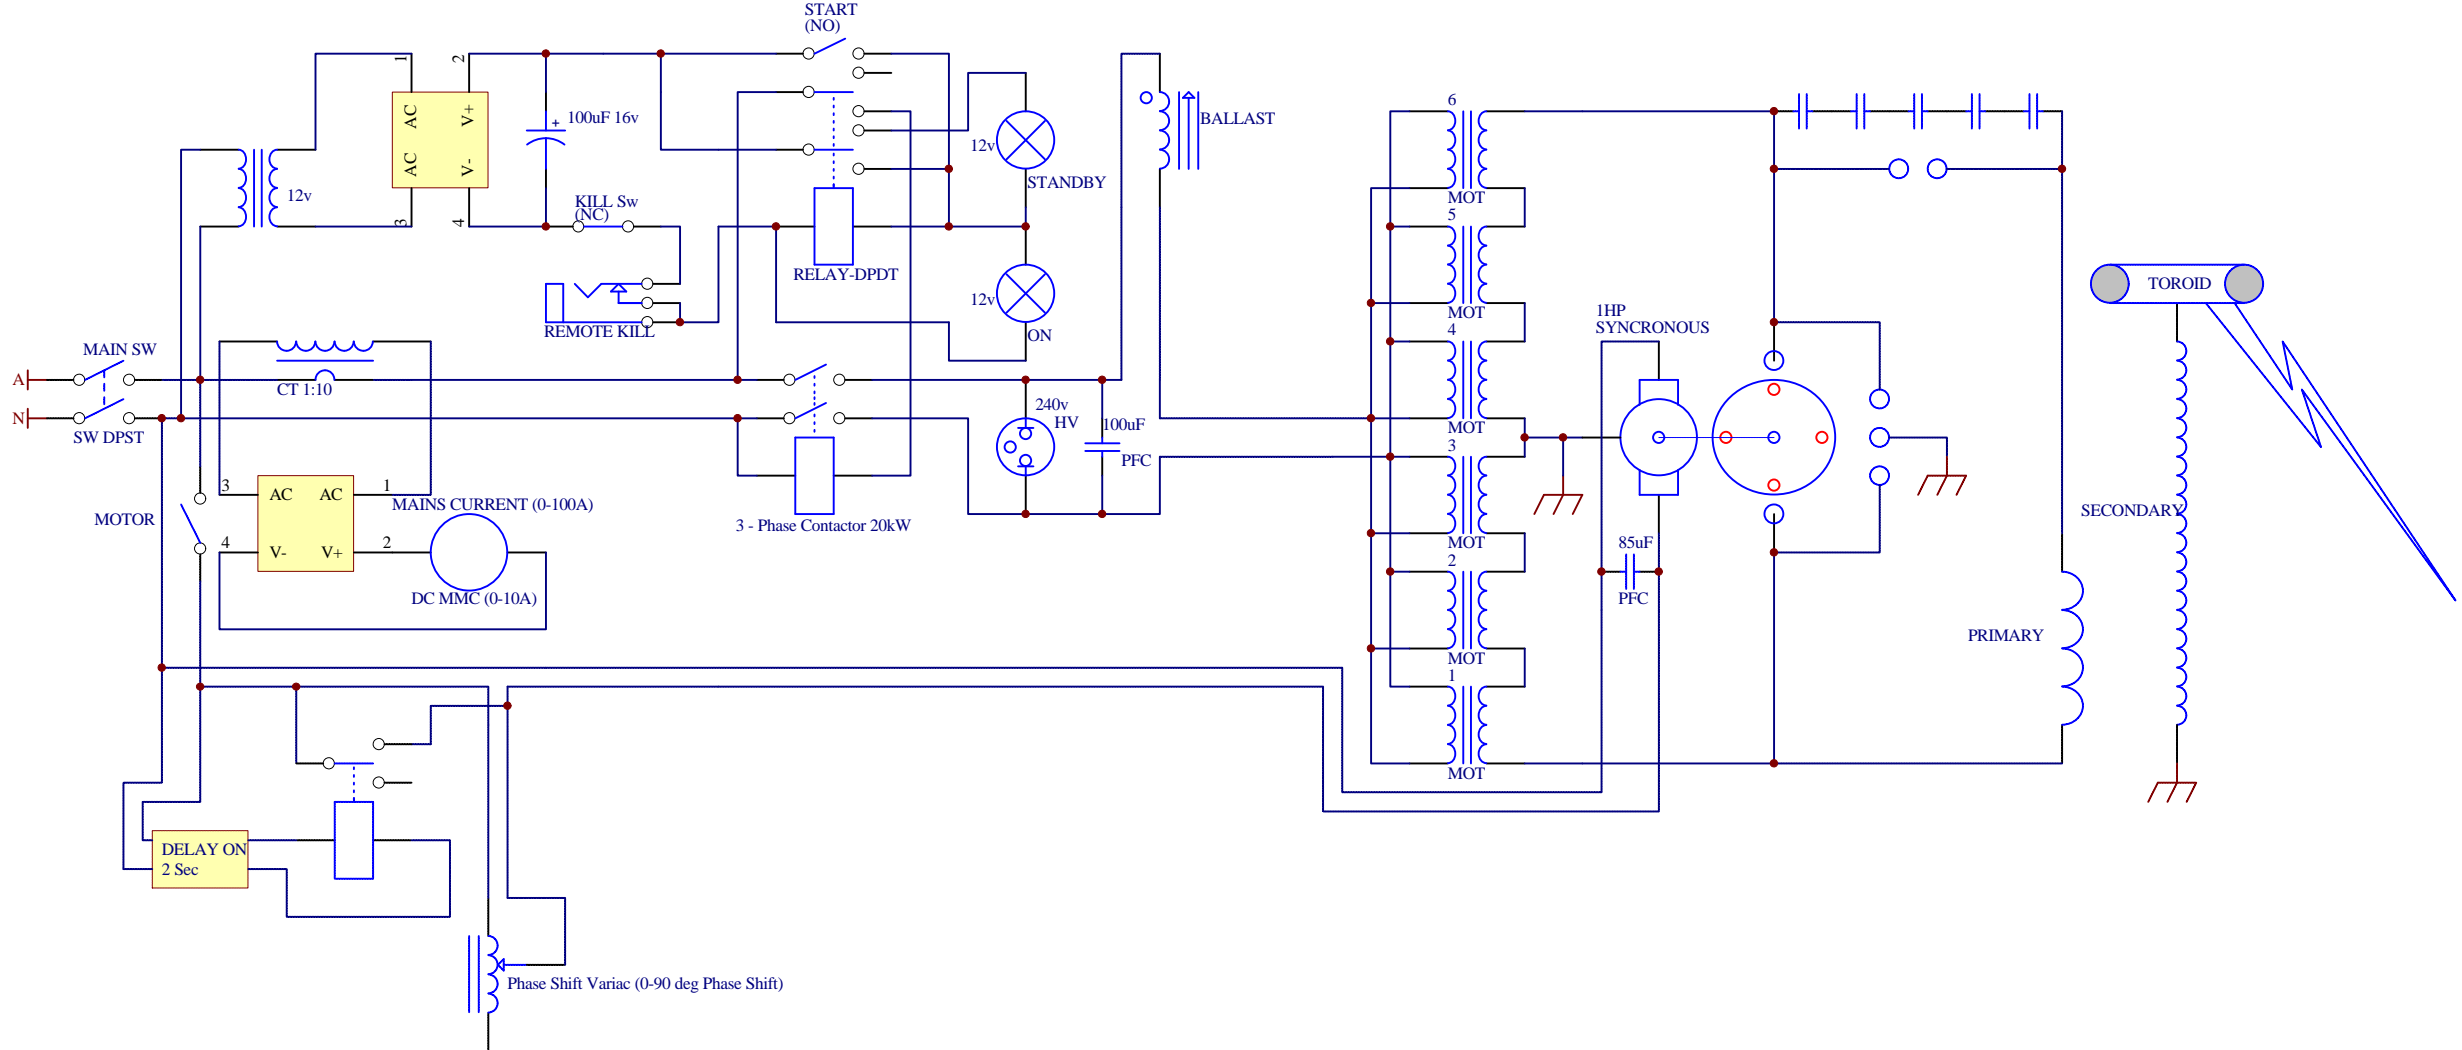 START
(NO)
1
2
AC
V+
AC
V-
3
4
100uF 16v
12v
KILL Sw
(NC)
REMOTE KILL
RELAY-DPDT
12v
STANDBY
12v
ON
BALLAST
MAIN SW
A
N
SW DPST
CT 1:10
3
AC
AC
1
4
V-
V+
2
MOTOR
MAINS CURRENT (0-100A)
DC MMC (0-10A)
3 - Phase Contactor 20kW
240v
HV
100uF
PFC
6
MOT
5
MOT
4
MOT
3
MOT
2
MOT
1
MOT
1HP
SYNCRONOUS
85uF
PFC
TOROID
SECONDARY
PRIMARY
DELAY ON
2 Sec
Phase Shift Variac (0-90 deg Phase Shift)